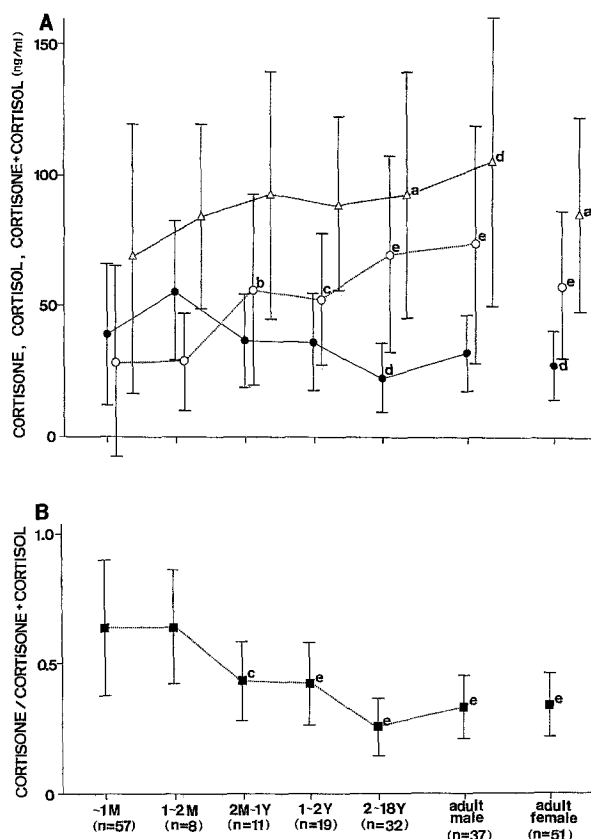 A
CORTISONE, CORTISOL, CORTISONE+CORTISOL (ng/ml)
150
100
50
0
b
c
a
e
d
e
d
d
a
e
d
B
CORTISONE / CORTISONE+CORTISOL
1.0
0.5
0
c
e
e
e
e
~1M 1~2M 2M~1Y 1~2Y 2~18Y adult male adult female
(n=57) (n=8) (n=11) (n=19) (n=32) (n=37) (n=51)